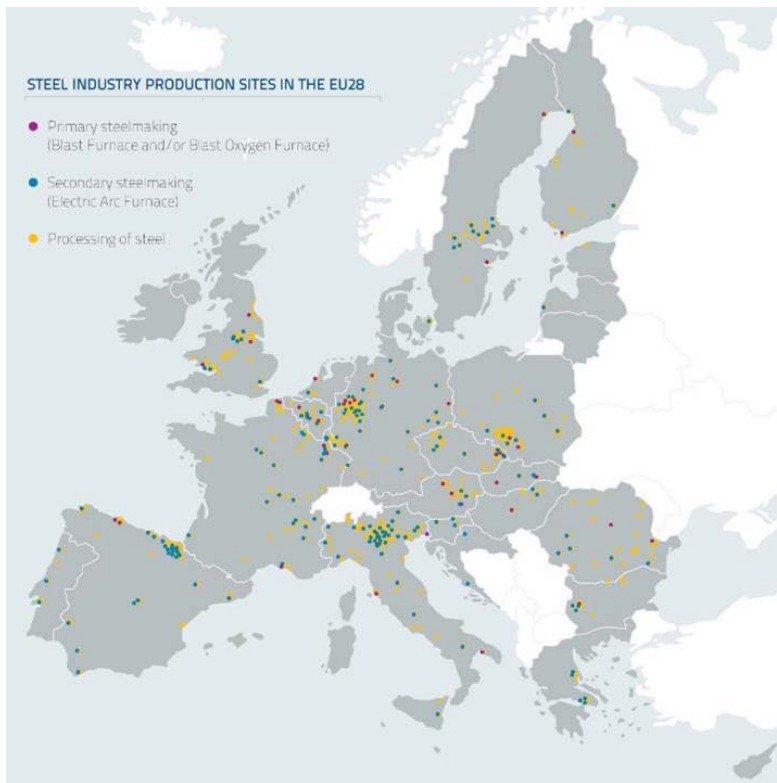 STEEL INDUSTRY PRODUCTION SITES IN THE EU28
Primary steelmaking
(Blast Furnace and/or Blast Oxygen Furnace)
Secondary steelmaking
(Electric Arc Furnace)
Processing of steel